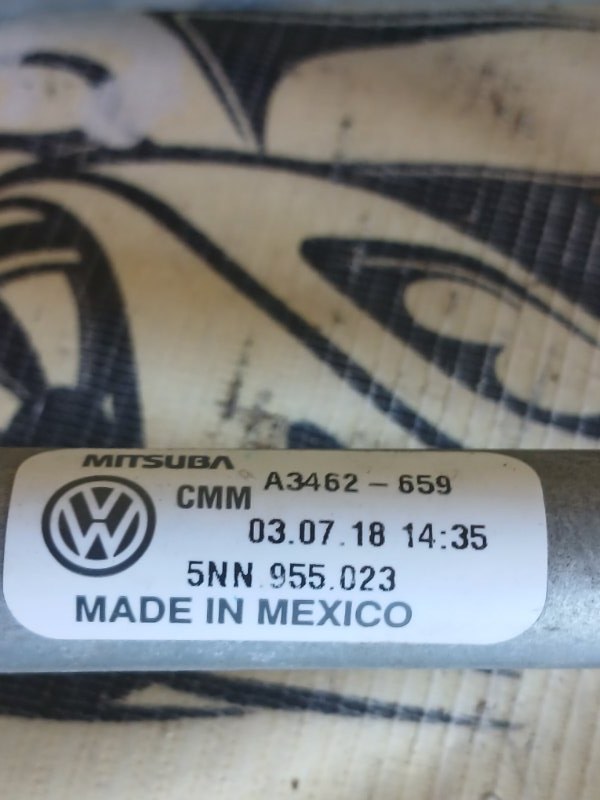 MITSUBA
CMM A3462-659
03.07.18 14:35
5NN.955.023
MADE IN MEXICO